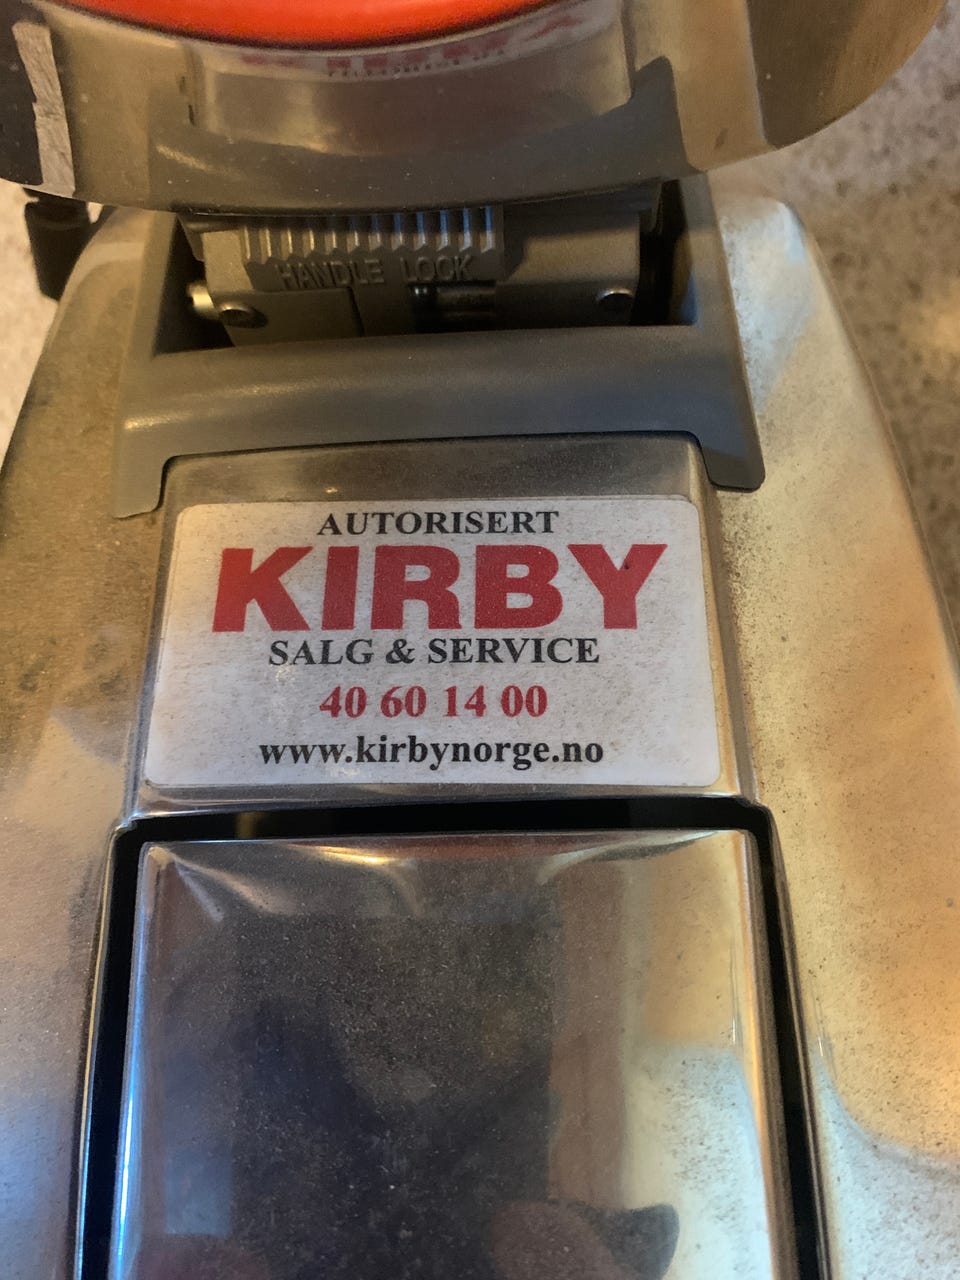 HANDLE LOCK
AUTORISERT
KIRBY
SALG & SERVICE
40 60 14 00
www.kirbynorge.no